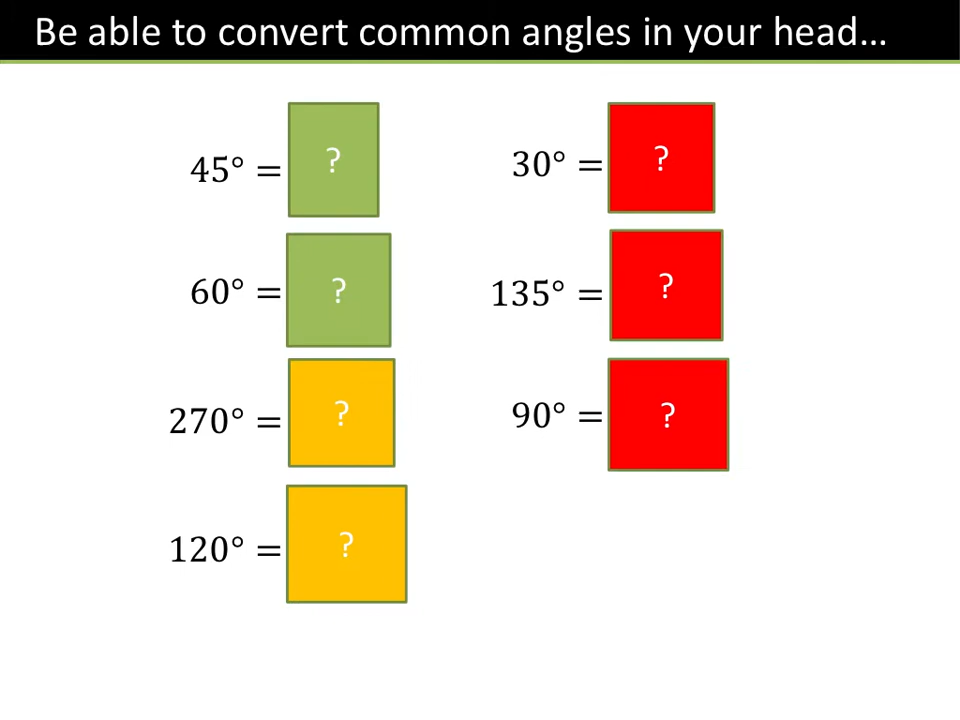 Be able to convert common angles in your head…
45° = ?
60° = ?
270° = ?
120° = ?
30° = ?
135° = ?
90° = ?